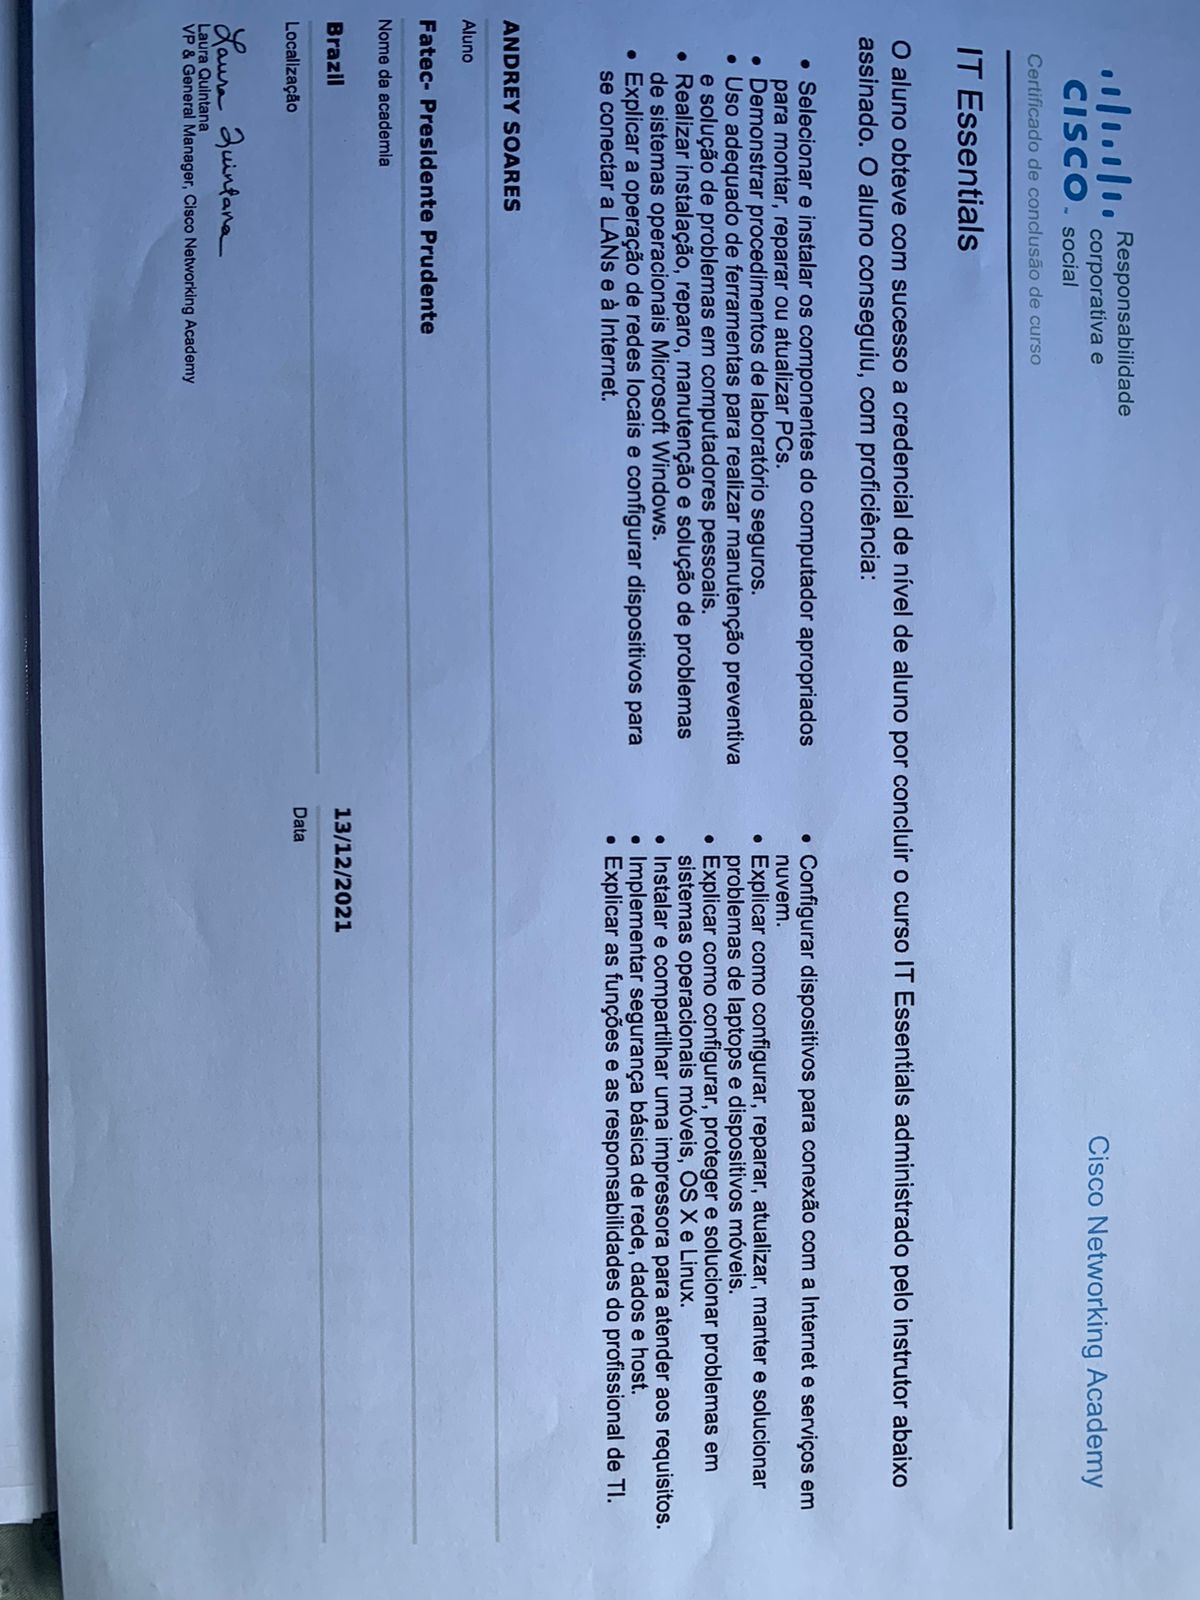 CISCO™
Responsabilidade
corporativa e
social
Cisco Networking Academy
Certificado de conclusão de curso
IT Essentials
O aluno obteve com sucesso a credencial de nível de aluno por concluir o curso IT Essentials administrado pelo instrutor abaixo
assinado. O aluno conseguiu, com proficiência:
• Selecionar e instalar os componentes do computador apropriados
para montar, reparar ou atualizar PCs.
• Demonstrar procedimentos de laboratório seguros.
• Uso adequado de ferramentas para realizar manutenção preventiva
e solução de problemas em computadores pessoais.
• Realizar instalação, reparo, manutenção e solução de problemas
de sistemas operacionais Microsoft Windows.
• Explicar a operação de redes locais e configurar dispositivos para
se conectar a LANs e à Internet.
• Configurar dispositivos para conexão com a Internet e serviços em
nuvem.
• Explicar como configurar, reparar, atualizar, manter e solucionar
problemas de laptops e dispositivos móveis.
• Explicar como configurar, proteger e solucionar problemas em
sistemas operacionais móveis, OS X e Linux.
• Instalar e compartilhar uma impressora para atender aos requisitos.
• Implementar segurança básica de rede, dados e host.
• Explicar as funções e as responsabilidades do profissional de TI.
ANDREY SOARES
Aluno
Fatec- Presidente Prudente
Nome da academia
Brazil
Localização
13/12/2021
Data
Laura Quintana
Laura Quintana
VP & General Manager, Cisco Networking Academy